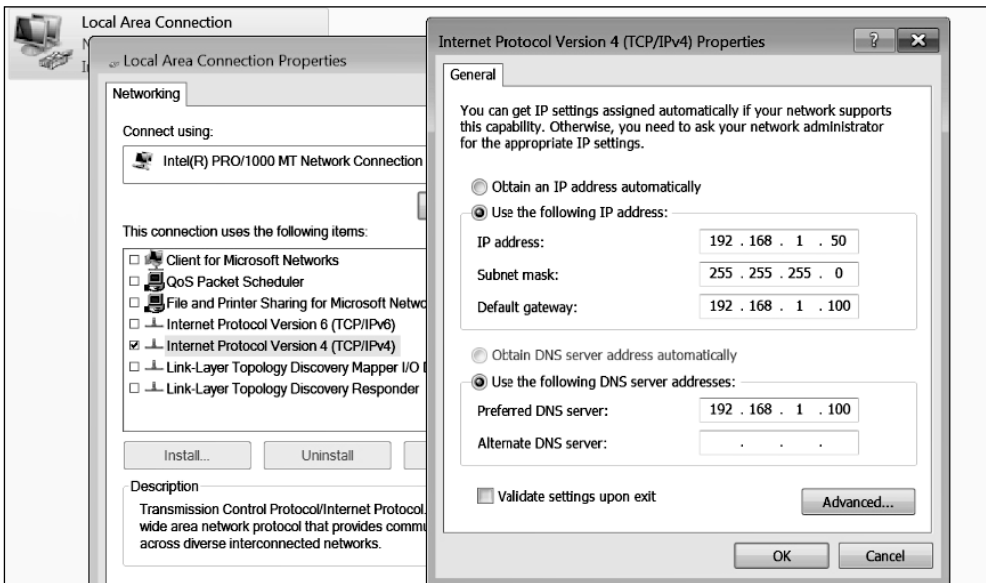 Local Area Connection
Local Area Connection Properties
Networking
Connect using:
Intel(R) PRO/1000 MT Network Connection
This connection uses the following items:
Client for Microsoft Networks
QoS Packet Scheduler
File and Printer Sharing for Microsoft Netwo
Internet Protocol Version 6 (TCP/IPv6)
Internet Protocol Version 4 (TCP/IPv4)
Link-Layer Topology Discovery Mapper I/O
Link-Layer Topology Discovery Responder
Install...
Uninstall
Description
Transmission Control Protocol/Internet Protocol.
wide area network protocol that provides commu
across diverse interconnected networks.
Internet Protocol Version 4 (TCP/IPv4) Properties
General
You can get IP settings assigned automatically if your network supports
this capability. Otherwise, you need to ask your network administrator
for the appropriate IP settings.
Obtain an IP address automatically
Use the following IP address:
IP address: 192 . 168 . 1 . 50
Subnet mask: 255 . 255 . 255 . 0
Default gateway: 192 . 168 . 1 . 100
Obtain DNS server address automatically
Use the following DNS server addresses:
Preferred DNS server: 192 . 168 . 1 . 100
Alternate DNS server: . . .
Validate settings upon exit
Advanced...
OK
Cancel